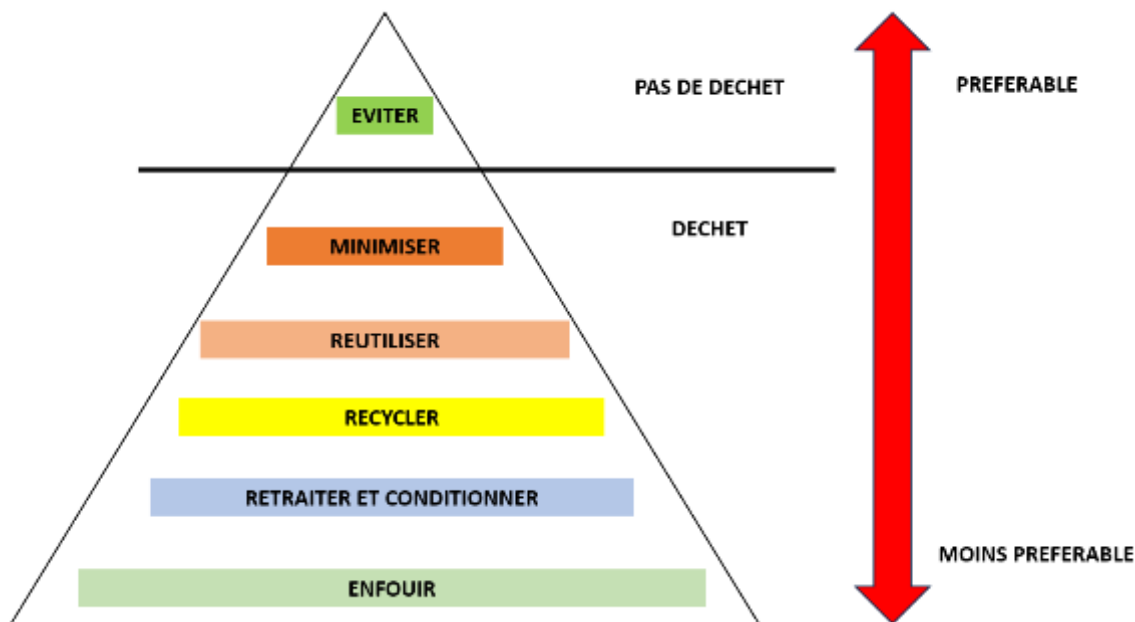 PAS DE DECHET
PREFERABLE
EVITER
DECHET
MINIMISER
REUTILISER
RECYCLER
RETRAITER ET CONDITIONNER
MOINS PREFERABLE
ENFOUIR